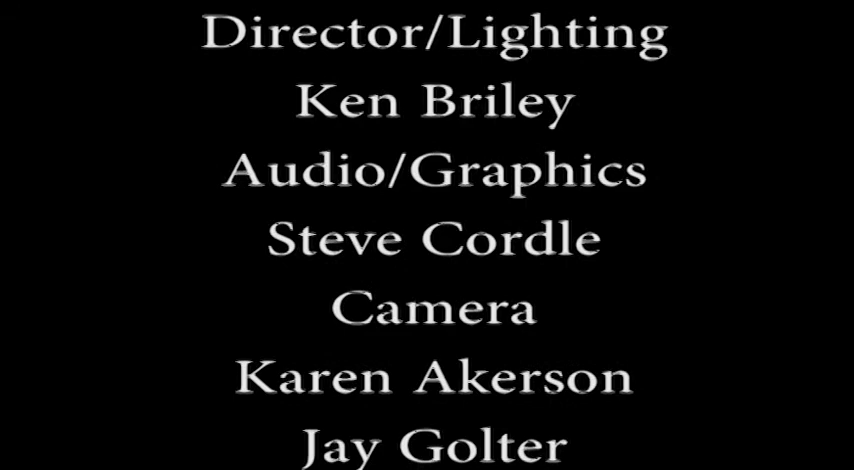 Director/Lighting
Ken Briley
Audio/Graphics
Steve Cordle
Camera
Karen Akerson
Jay Golter